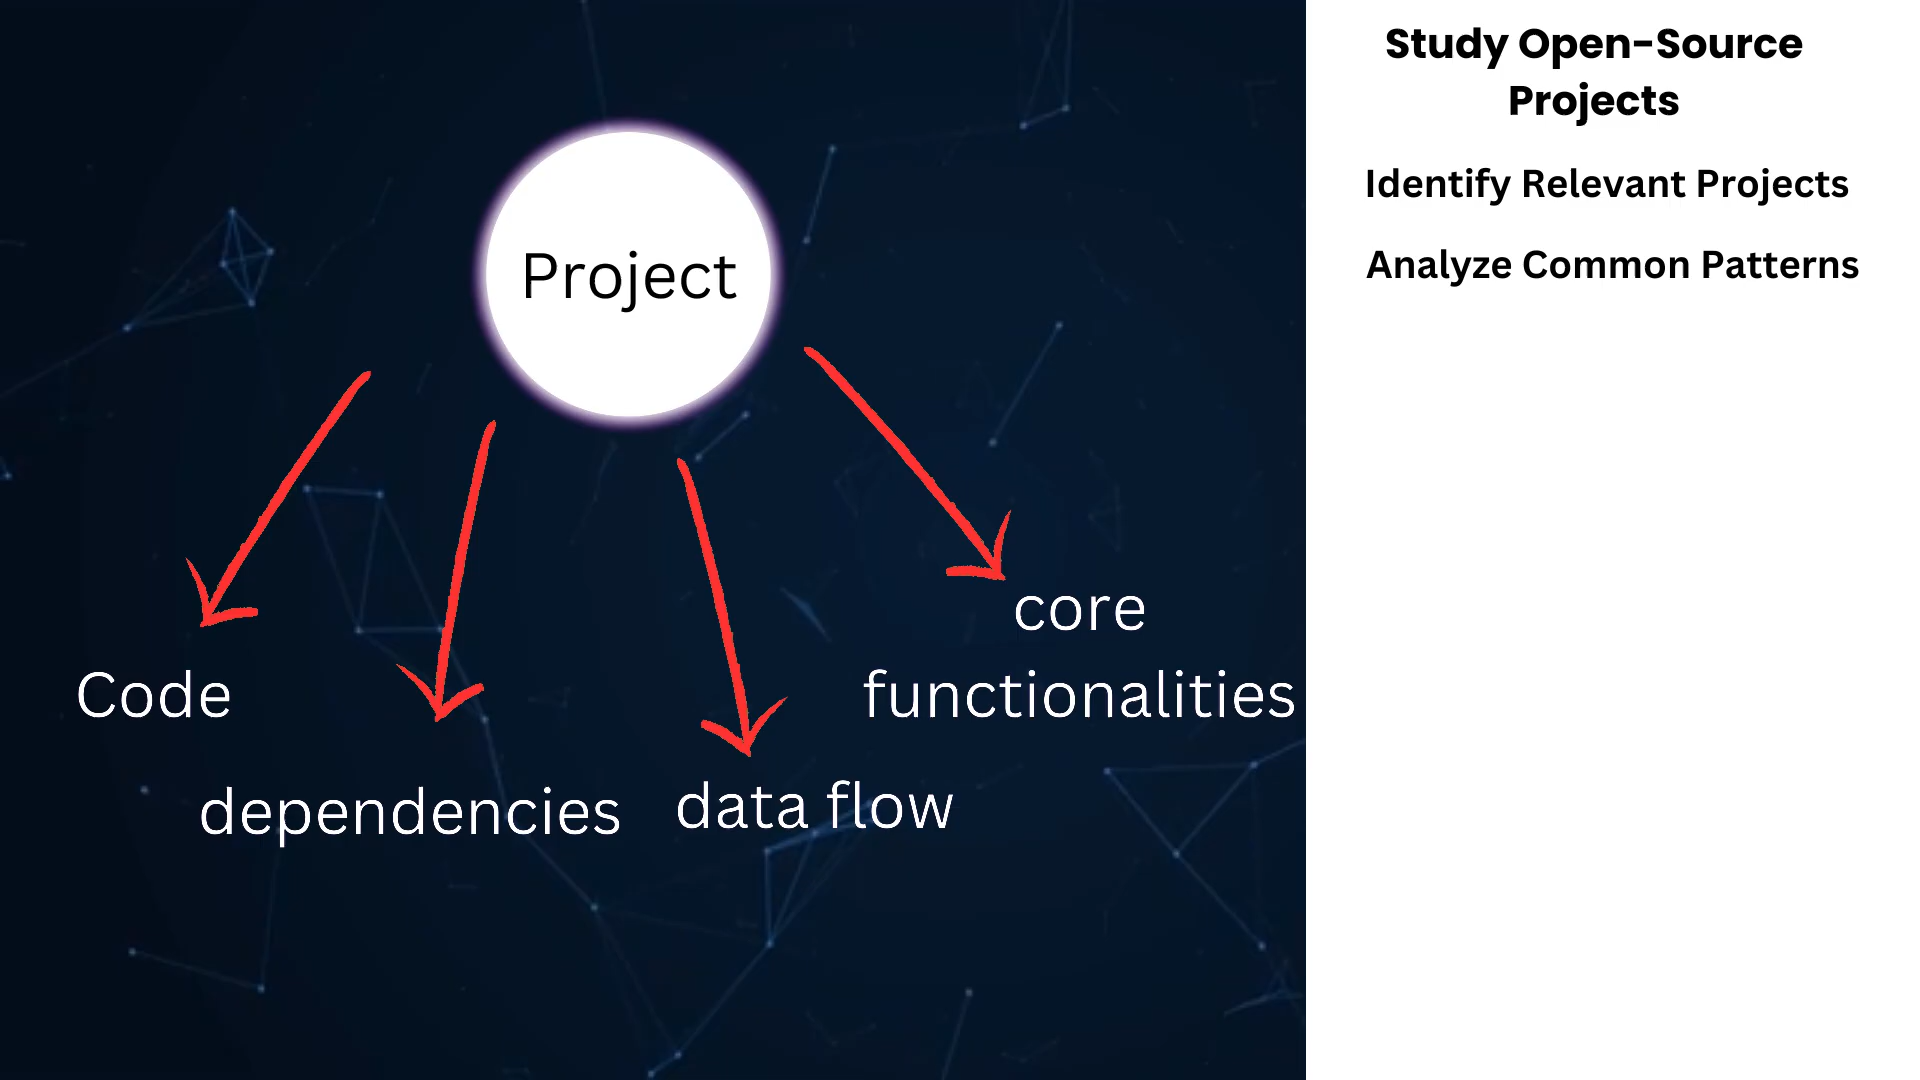 Project
Code
dependencies
data flow
core
functionalities
Study Open-Source
Projects
Identify Relevant Projects
Analyze Common Patterns